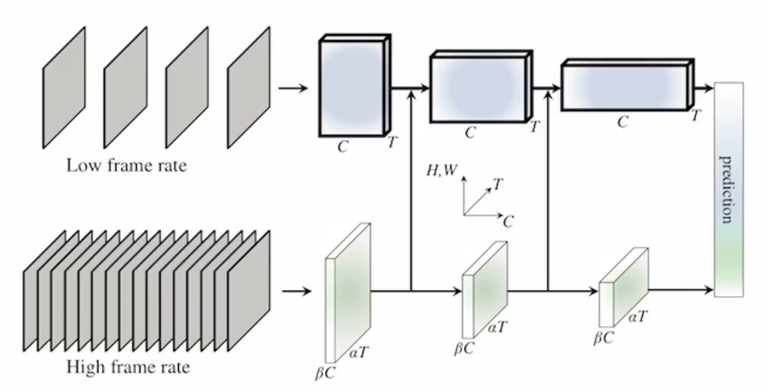 C
T
C
T
C
T
Low frame rate
H,W
T
C
prediction
αT
βC
αT
βC
αT
βC
High frame rate